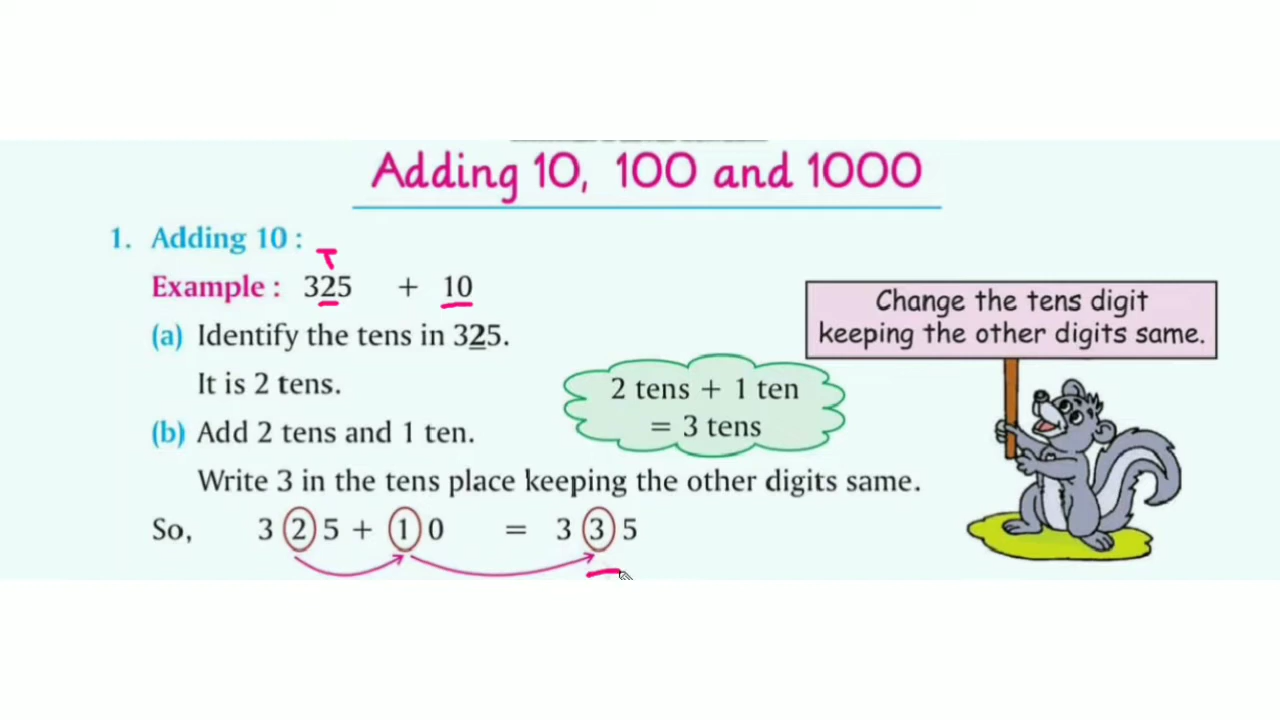 Adding 10, 100 and 1000
1. Adding 10 :
T
Example : 325 + 10
(a) Identify the tens in 325.
It is 2 tens.
(b) Add 2 tens and 1 ten.
Write 3 in the tens place keeping the other digits same.
So, 3 2 5 + 1 0 = 3 3 5
2 tens + 1 ten
= 3 tens
Change the tens digit
keeping the other digits same.